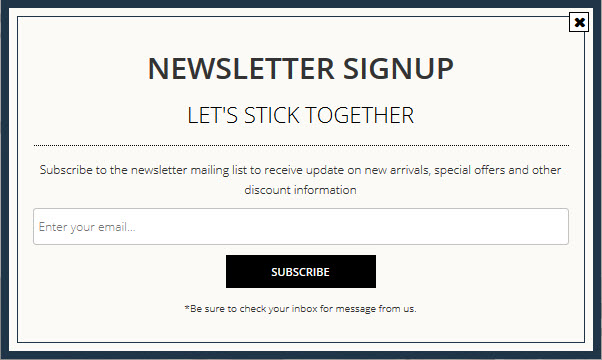 NEWSLETTER SIGNUP
LET'S STICK TOGETHER
Subscribe to the newsletter mailing list to receive update on new arrivals, special offers and other
discount information
Enter your email...
SUBSCRIBE
*Be sure to check your inbox for message from us.